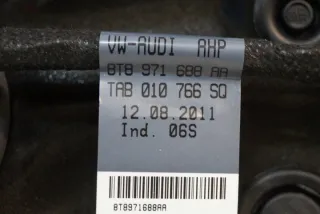 VW-AUDI AHP
8T8 971 688 AA
TAB 010 766 SQ
12.08.2011
Ind. 06S
8T8971688AA